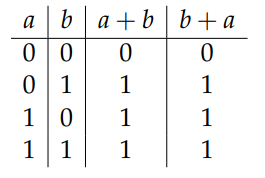 a b a + b b + a
0 0 0 0
0 1 1 1
1 0 1 1
1 1 1 1